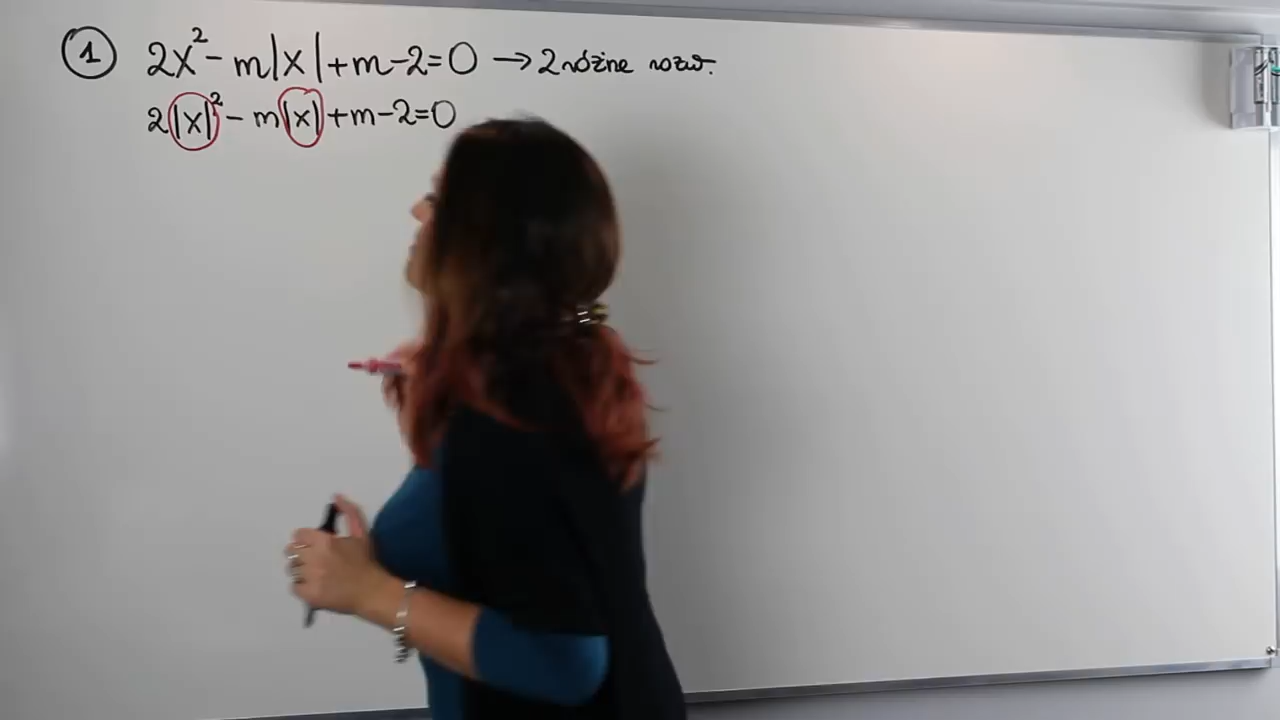 ① 2x² - m|x| + m - 2 = 0 → 2 różne rozw.
2|x|² - m|x| + m - 2 = 0